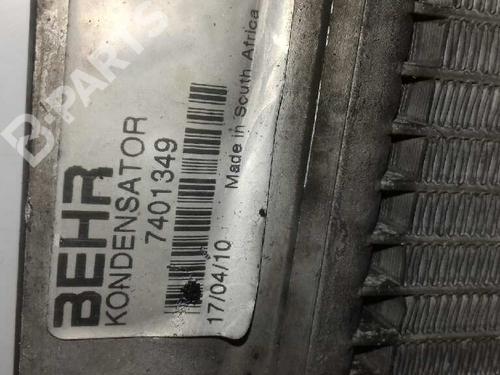 BEHR
KONDENSATOR
7401349
17/04/10
Made in South Africa
B-PARTS